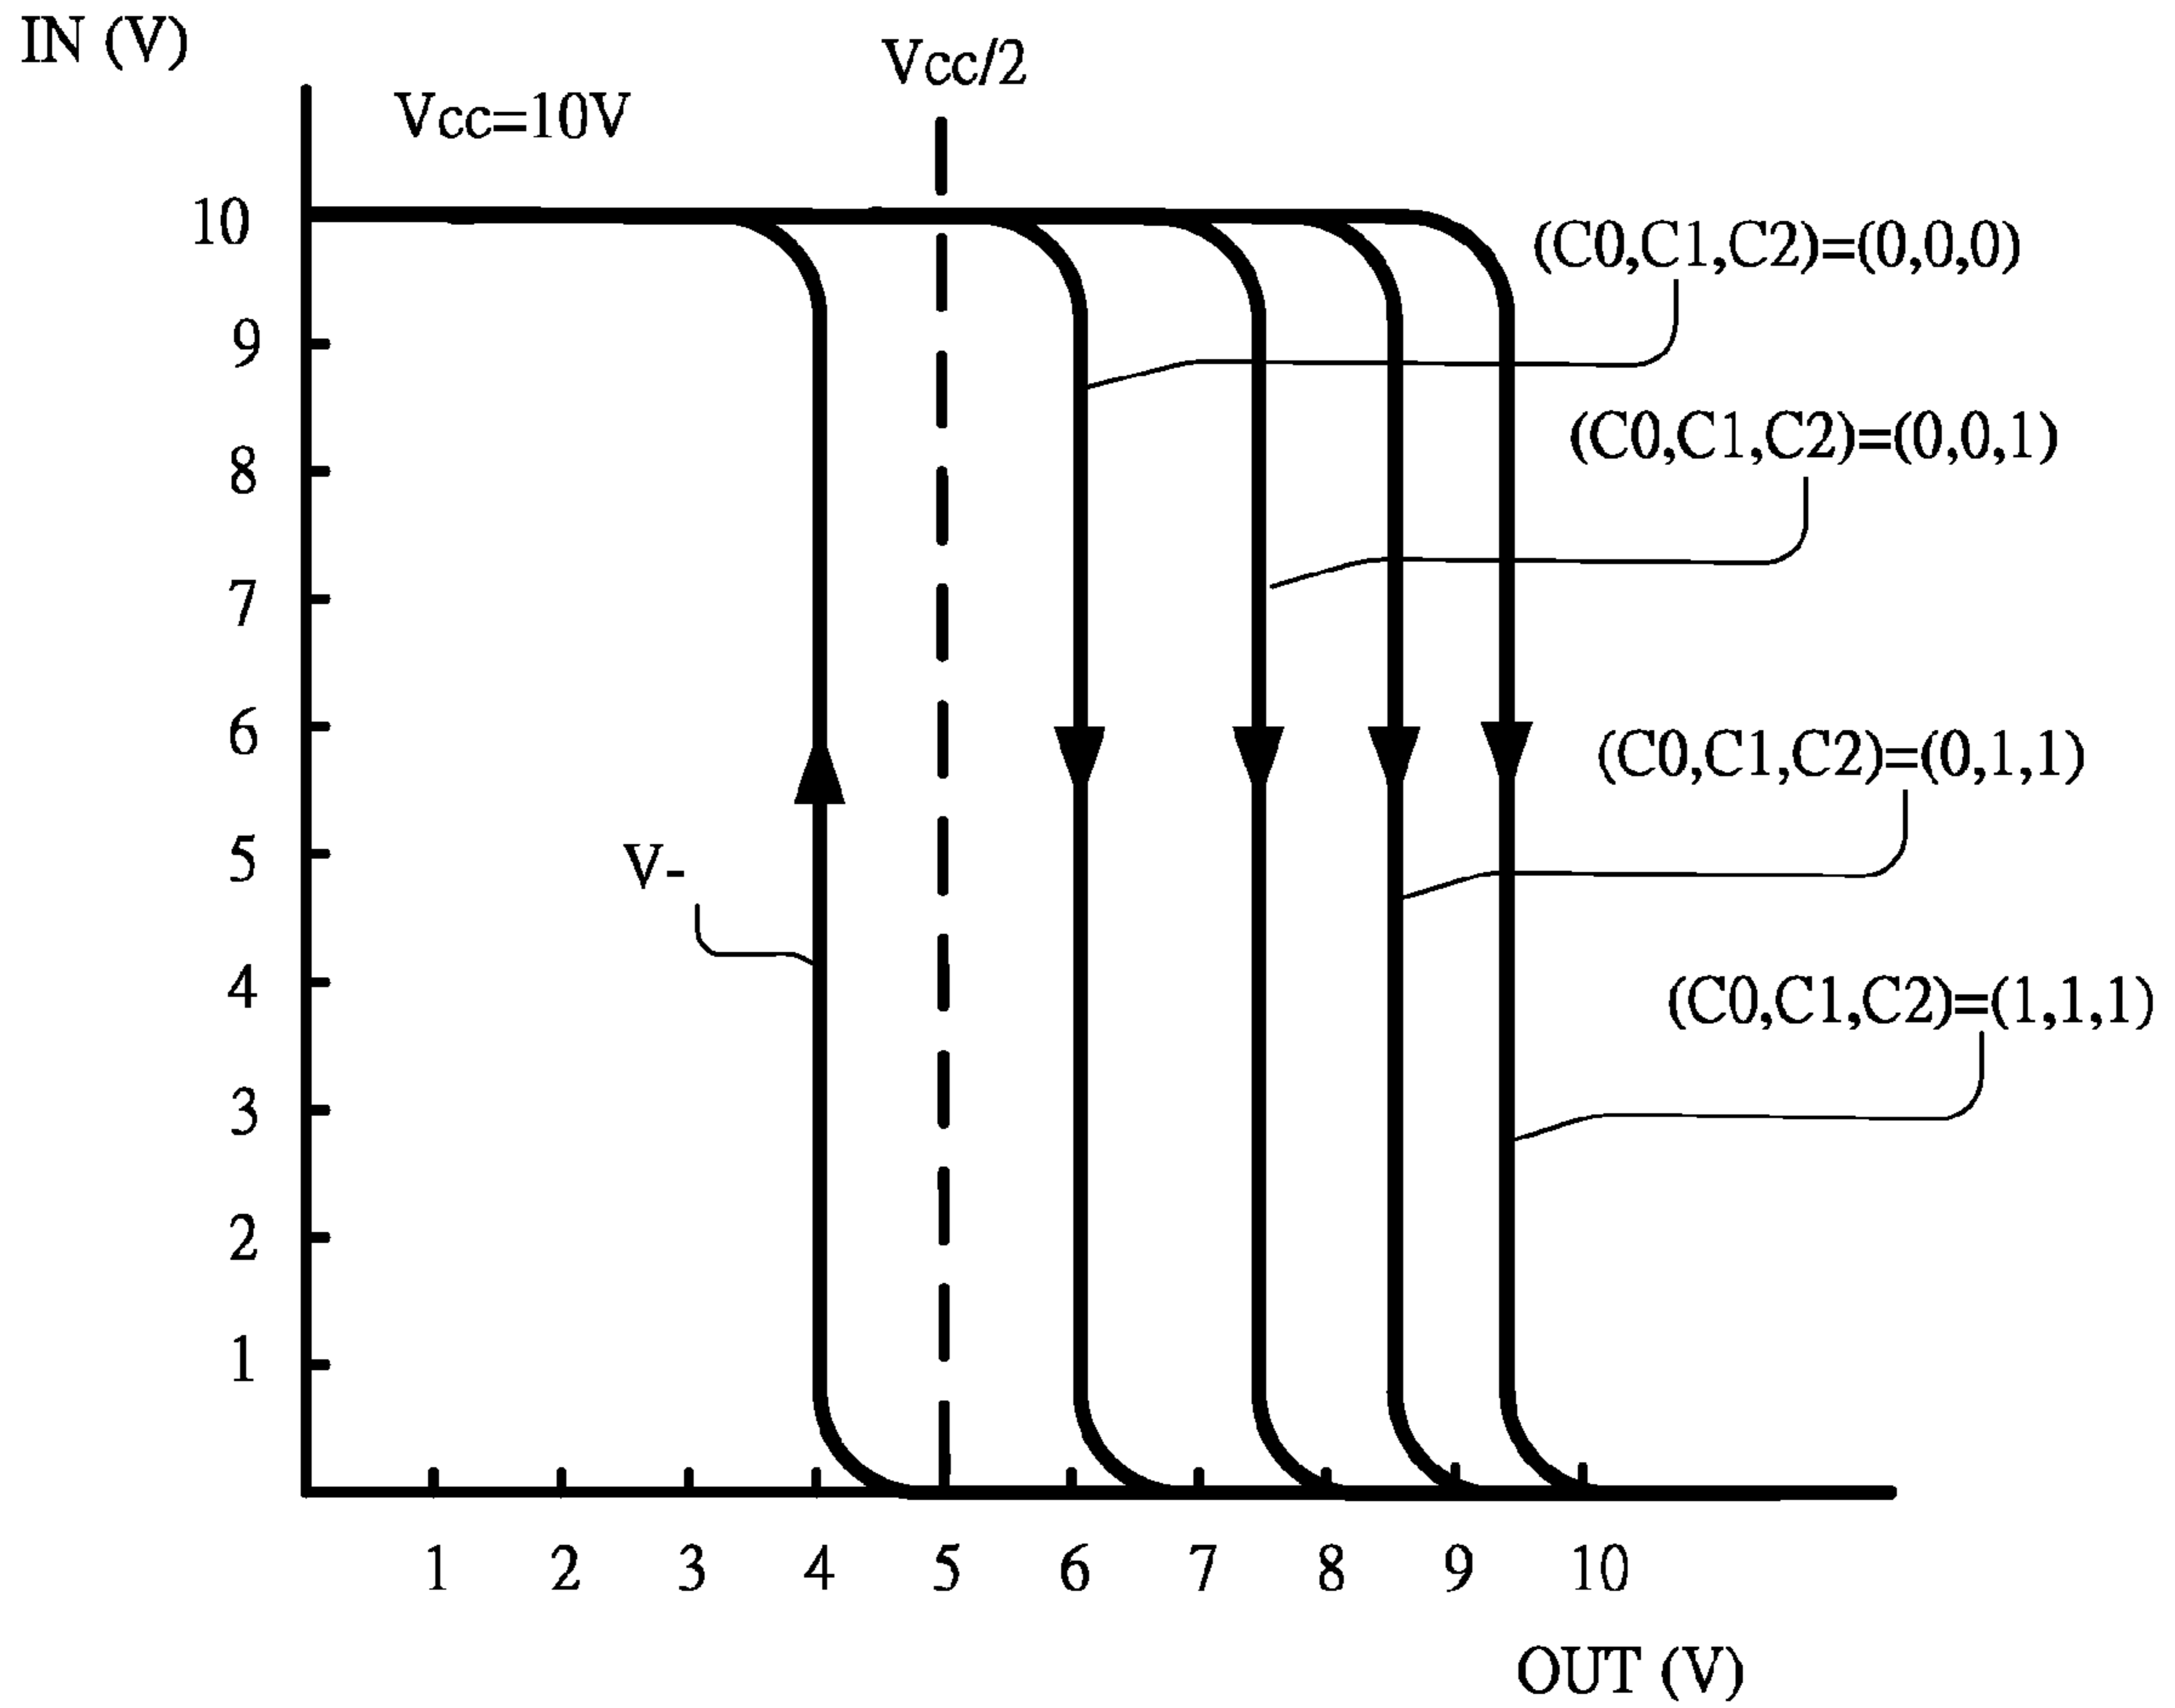 IN (V)
Vcc/2
Vcc=10V
10
(C0,C1,C2)=(0,0,0)
9
(C0,C1,C2)=(0,0,1)
8
7
6
(C0,C1,C2)=(0,1,1)
5
V-
4
(C0,C1,C2)=(1,1,1)
3
2
1
1 2 3 4 5 6 7 8 9 10
OUT (V)